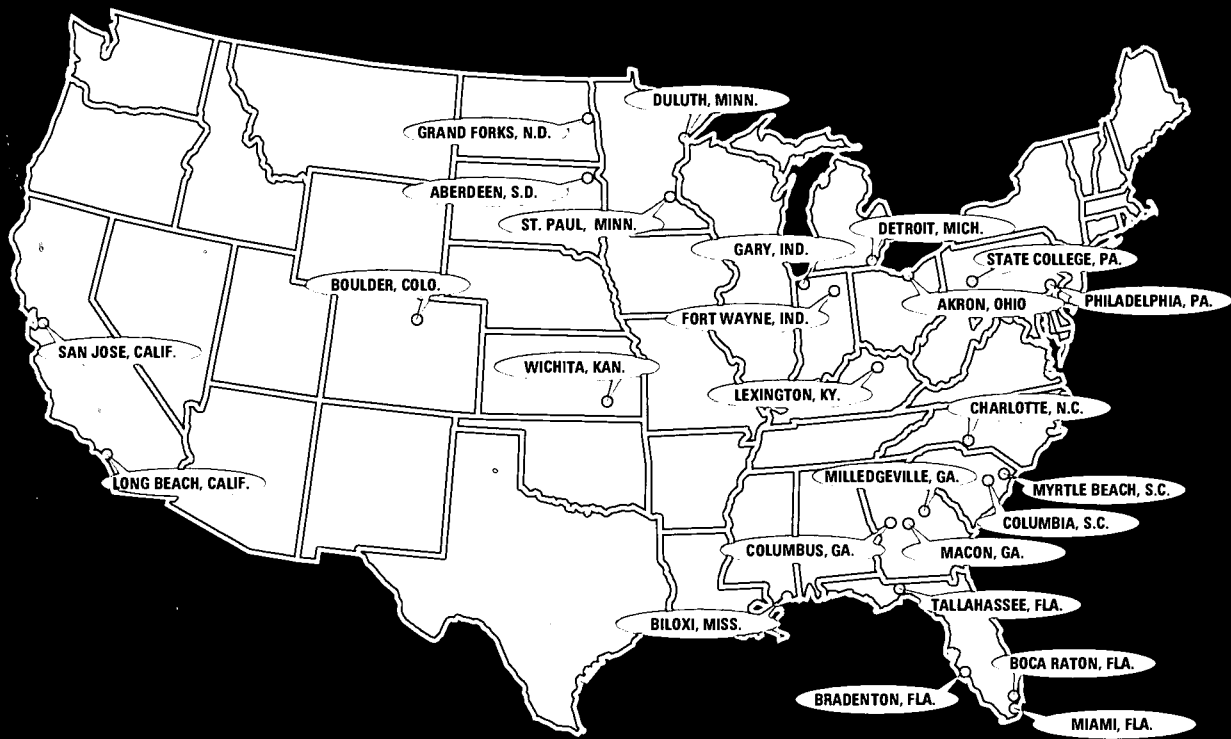 DULUTH, MINN.
GRAND FORKS, N.D.
ABERDEEN, S.D.
ST. PAUL, MINN.
DETROIT, MICH.
GARY, IND.
STATE COLLEGE, PA.
BOULDER, COLO.
AKRON, OHIO
PHILADELPHIA, PA.
FORT WAYNE, IND.
SAN JOSE, CALIF.
WICHITA, KAN.
LEXINGTON, KY.
CHARLOTTE, N.C.
LONG BEACH, CALIF.
MILLEDGEVILLE, GA.
MYRTLE BEACH, S.C.
COLUMBIA, S.C.
COLUMBUS, GA.
MACON, GA.
TALLAHASSEE, FLA.
BILOXI, MISS.
BOCA RATON, FLA.
BRADENTON, FLA.
MIAMI, FLA.